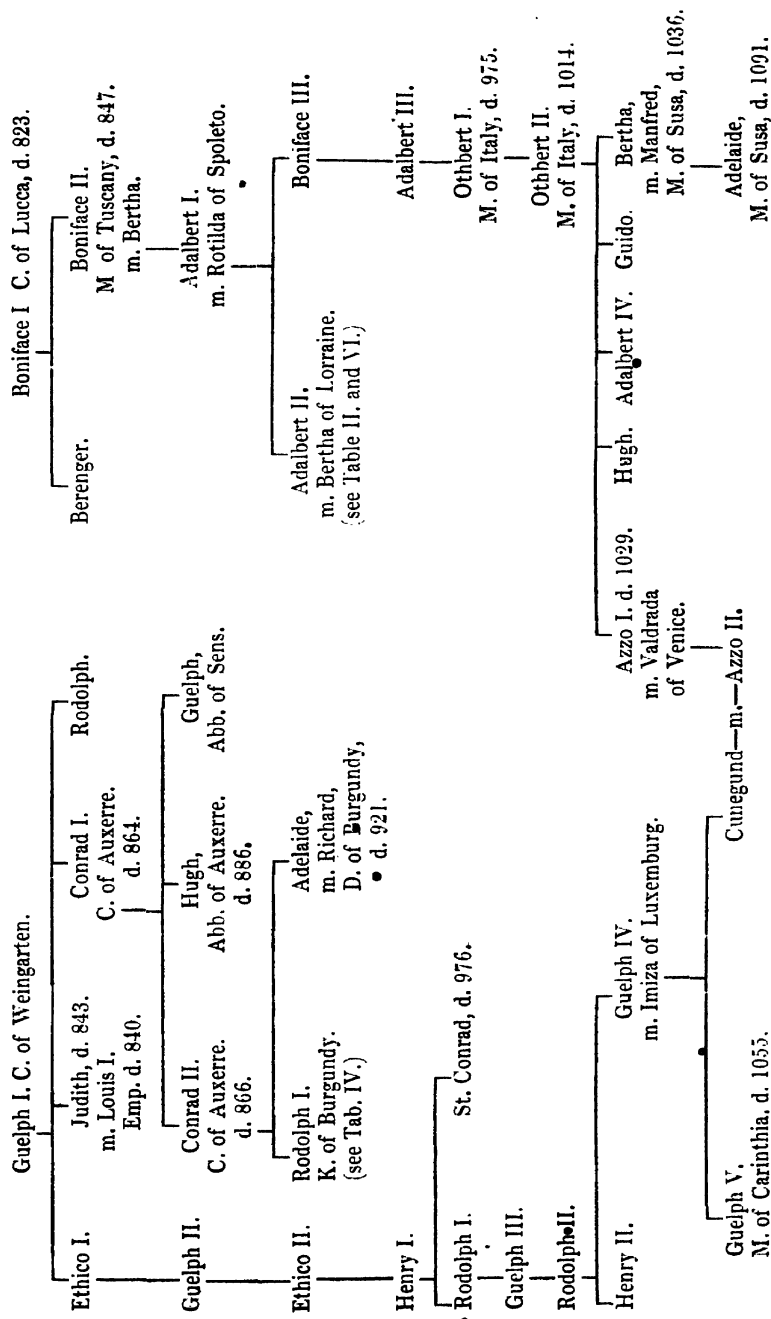 Guelph I. C. of Weingarten.
Ethico I.
Judith, d. 843.
m. Louis I.
Emp. d. 840.
Conrad I.
C. of Auxerre.
d. 864.
Rodolph.
Guelph II.
Conrad II.
C. of Auxerre.
d. 866.
Hugh,
Abb. of Auxerre.
d. 886.
Guelph,
Abb. of Sens.
Ethico II.
Rodolph I.
K. of Burgundy.
(see Tab. IV.)
Adelaide,
m. Richard,
D. of Burgundy,
d. 921.
Henry I.
Rodolph I.
St. Conrad, d. 976.
Guelph III.
Rodolph II.
Henry II.
Guelph IV.
m. Imiza of Luxemburg.
Guelph V.
M. of Carinthia, d. 1055.
Cunegund—m.—Azzo II.
Boniface I C. of Lucca, d. 823.
Berenger.
Boniface II.
M of Tuscany, d. 847.
m. Bertha.
Adalbert I.
m. Rotilda of Spoleto.
Adalbert II.
m. Bertha of Lorraine.
(see Table II. and VI.)
Boniface III.
Adalbert III.
Othbert I.
M. of Italy, d. 975.
Othbert II.
M. of Italy, d. 1014.
Azzo I. d. 1029.
m. Valdrada
of Venice.
Hugh.
Adalbert IV.
Guido.
Bertha,
m. Manfred,
M. of Susa, d. 1036.
Adelaide,
M. of Susa, d. 1091.